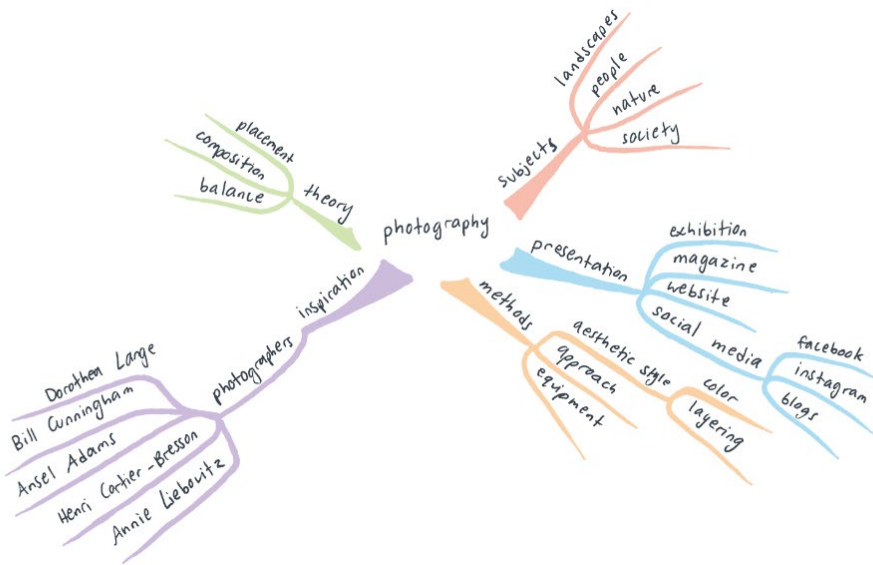 photography
subjects
landscapes
people
nature
society
presentation
exhibition
magazine
website
social media
facebook
instagram
blogs
methods
aesthetic style
color
layering
approach
equipment
inspiration
photographers
Dorothea Lange
Bill Cunningham
Ansel Adams
Henri Cartier-Bresson
Annie Liebovitz
theory
placement
composition
balance